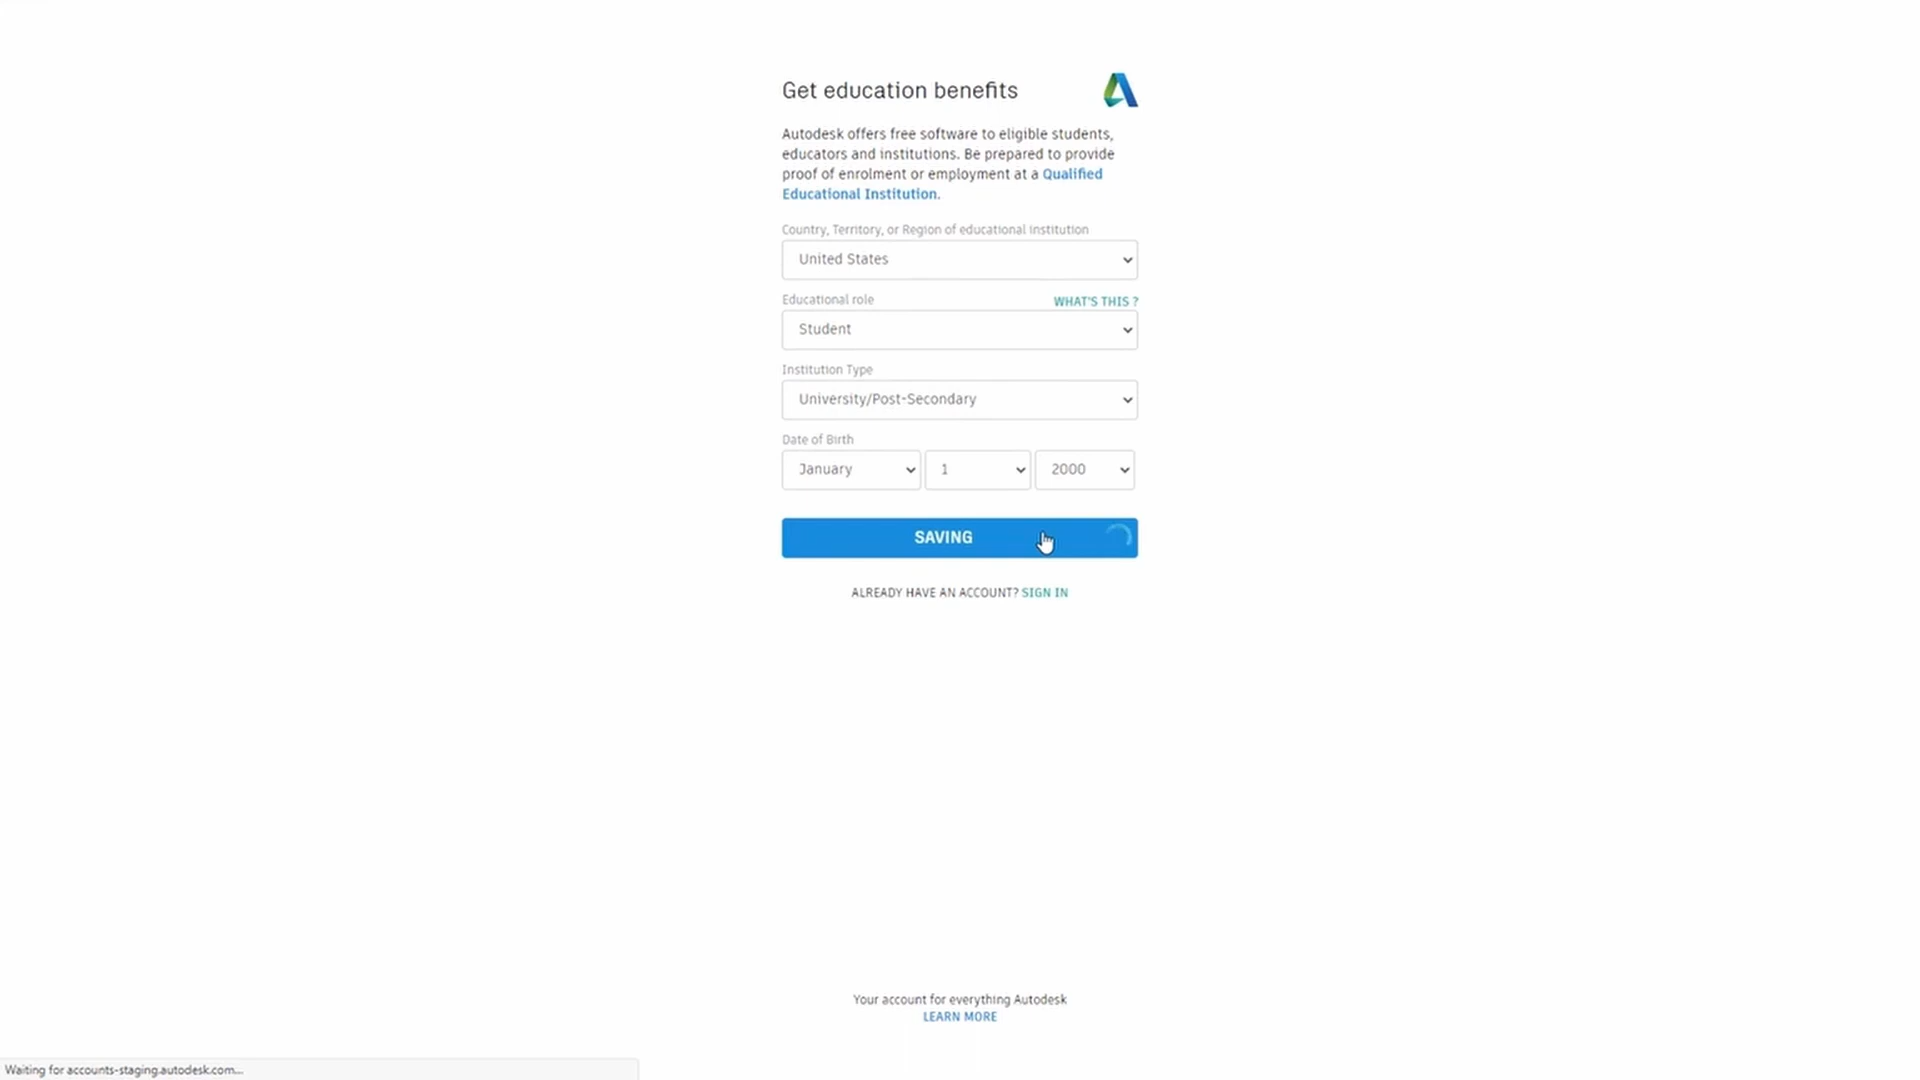 Get education benefits
Autodesk offers free software to eligible students,
educators and institutions. Be prepared to provide
proof of enrolment or employment at a Qualified
Educational Institution.
Country, Territory, or Region of educational institution
United States
Educational role WHAT'S THIS ?
Student
Institution Type
University/Post-Secondary
Date of Birth
January 1 2000
SAVING
ALREADY HAVE AN ACCOUNT? SIGN IN
Your account for everything Autodesk
LEARN MORE
Waiting for accounts-staging.autodesk.com...